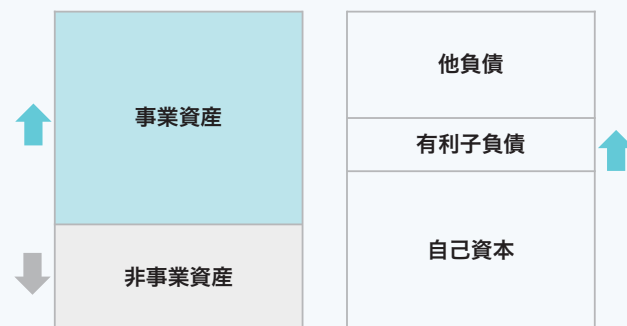 事業資産
非事業資産
他負債
有利子負債
自己資本